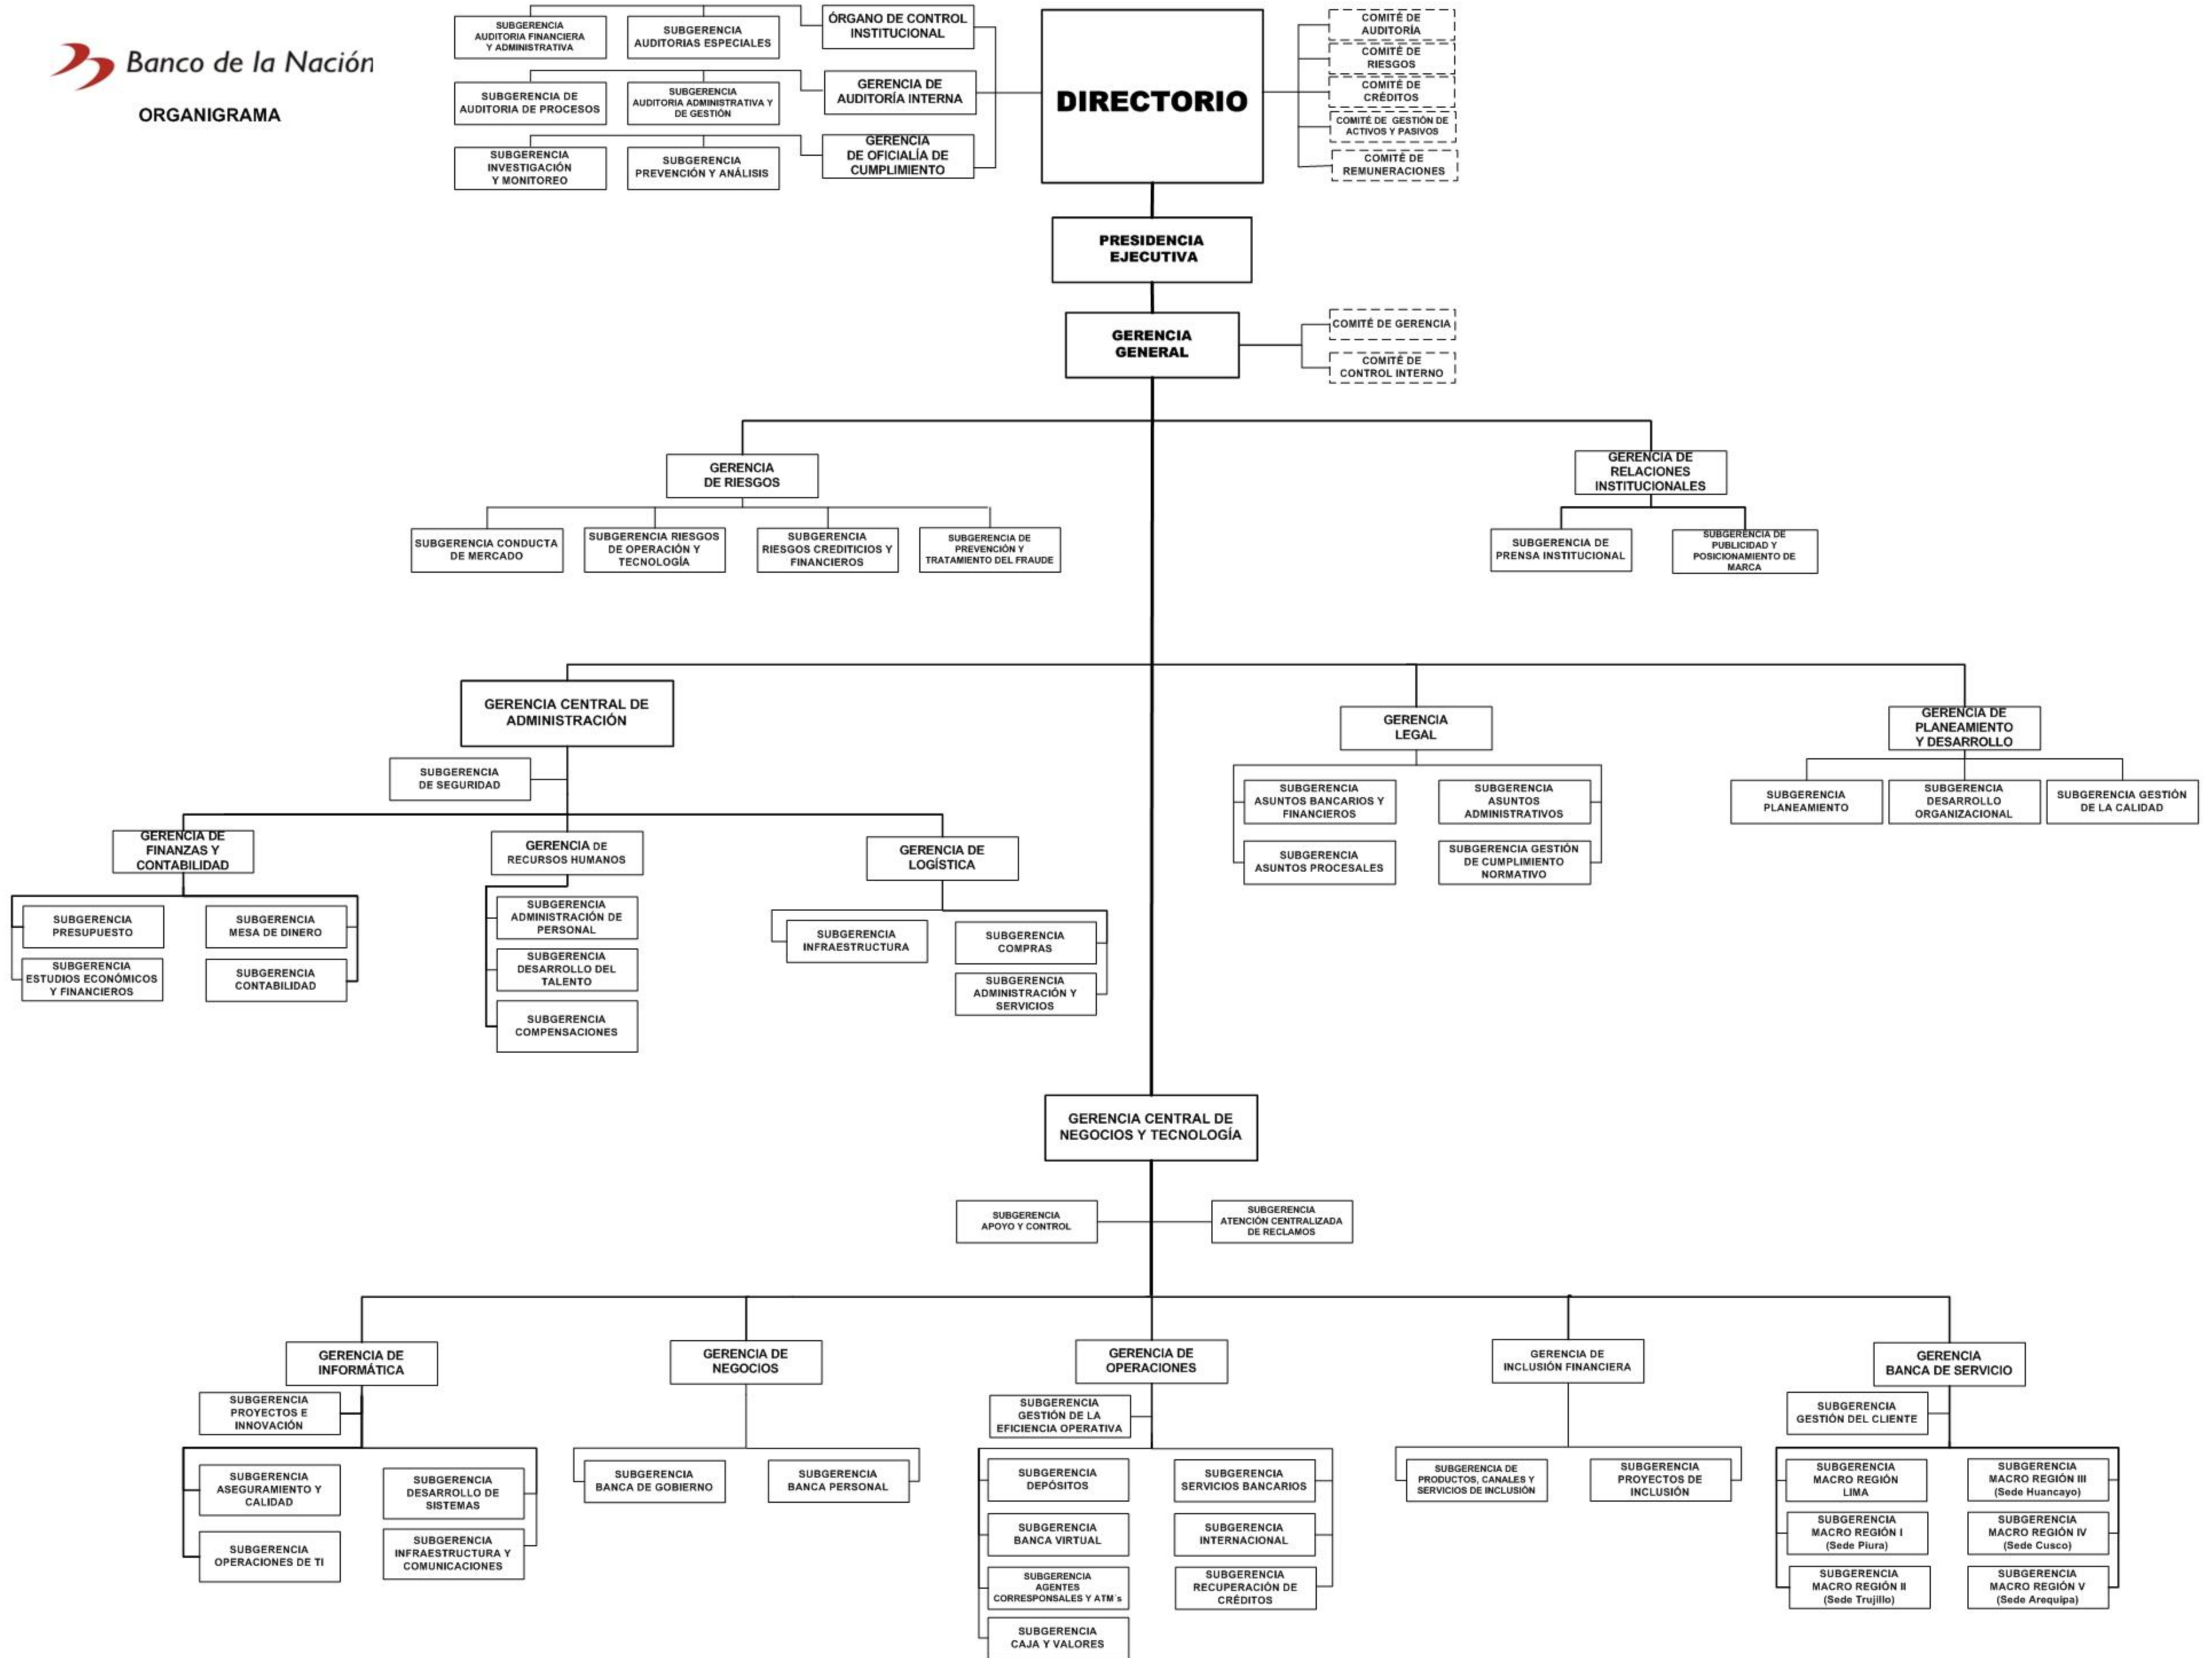 Banco de la Nación
ORGANIGRAMA
SUBGERENCIA
AUDITORIA FINANCIERA
Y ADMINISTRATIVA
SUBGERENCIA
AUDITORIAS ESPECIALES
ÓRGANO DE CONTROL
INSTITUCIONAL
SUBGERENCIA DE
AUDITORIA DE PROCESOS
SUBGERENCIA
AUDITORIA ADMINISTRATIVA Y
DE GESTIÓN
GERENCIA DE
AUDITORÍA INTERNA
SUBGERENCIA
INVESTIGACIÓN
Y MONITOREO
SUBGERENCIA
PREVENCIÓN Y ANÁLISIS
GERENCIA
DE OFICIALÍA DE
CUMPLIMIENTO
DIRECTORIO
COMITÉ DE
AUDITORÍA
COMITÉ DE
RIESGOS
COMITÉ DE
CRÉDITOS
COMITÉ DE GESTIÓN DE
ACTIVOS Y PASIVOS
COMITÉ DE
REMUNERACIONES
PRESIDENCIA
EJECUTIVA
GERENCIA
GENERAL
COMITÉ DE GERENCIA
COMITÉ DE
CONTROL INTERNO
GERENCIA
DE RIESGOS
SUBGERENCIA CONDUCTA
DE MERCADO
SUBGERENCIA RIESGOS
DE OPERACIÓN Y
TECNOLOGÍA
SUBGERENCIA
RIESGOS CREDITICIOS Y
FINANCIEROS
SUBGERENCIA DE
PREVENCIÓN Y
TRATAMIENTO DEL FRAUDE
GERENCIA DE
RELACIONES
INSTITUCIONALES
SUBGERENCIA DE
PRENSA INSTITUCIONAL
SUBGERENCIA DE
PUBLICIDAD Y
POSICIONAMIENTO DE
MARCA
GERENCIA CENTRAL DE
ADMINISTRACIÓN
SUBGERENCIA
DE SEGURIDAD
GERENCIA DE
FINANZAS Y
CONTABILIDAD
SUBGERENCIA
PRESUPUESTO
SUBGERENCIA
MESA DE DINERO
SUBGERENCIA
ESTUDIOS ECONÓMICOS
Y FINANCIEROS
SUBGERENCIA
CONTABILIDAD
GERENCIA DE
RECURSOS HUMANOS
SUBGERENCIA
ADMINISTRACIÓN DE
PERSONAL
SUBGERENCIA
DESARROLLO DEL
TALENTO
SUBGERENCIA
COMPENSACIONES
GERENCIA DE
LOGÍSTICA
SUBGERENCIA
INFRAESTRUCTURA
SUBGERENCIA
COMPRAS
SUBGERENCIA
ADMINISTRACIÓN Y
SERVICIOS
GERENCIA
LEGAL
SUBGERENCIA
ASUNTOS BANCARIOS Y
FINANCIEROS
SUBGERENCIA
ASUNTOS
ADMINISTRATIVOS
SUBGERENCIA
ASUNTOS PROCESALES
SUBGERENCIA GESTIÓN
DE CUMPLIMIENTO
NORMATIVO
GERENCIA DE
PLANEAMIENTO
Y DESARROLLO
SUBGERENCIA
PLANEAMIENTO
SUBGERENCIA
DESARROLLO
ORGANIZACIONAL
SUBGERENCIA GESTIÓN
DE LA CALIDAD
GERENCIA CENTRAL DE
NEGOCIOS Y TECNOLOGÍA
SUBGERENCIA
APOYO Y CONTROL
SUBGERENCIA
ATENCIÓN CENTRALIZADA
DE RECLAMOS
GERENCIA DE
INFORMÁTICA
SUBGERENCIA
PROYECTOS E
INNOVACIÓN
SUBGERENCIA
ASEGURAMIENTO Y
CALIDAD
SUBGERENCIA
DESARROLLO DE
SISTEMAS
SUBGERENCIA
OPERACIONES DE TI
SUBGERENCIA
INFRAESTRUCTURA Y
COMUNICACIONES
GERENCIA DE
NEGOCIOS
SUBGERENCIA
BANCA DE GOBIERNO
SUBGERENCIA
BANCA PERSONAL
GERENCIA DE
OPERACIONES
SUBGERENCIA
GESTIÓN DE LA
EFICIENCIA OPERATIVA
SUBGERENCIA
DEPÓSITOS
SUBGERENCIA
SERVICIOS BANCARIOS
SUBGERENCIA
BANCA VIRTUAL
SUBGERENCIA
INTERNACIONAL
SUBGERENCIA
AGENTES
CORRESPONSALES Y ATM´s
SUBGERENCIA
RECUPERACIÓN DE
CRÉDITOS
SUBGERENCIA
CAJA Y VALORES
GERENCIA DE
INCLUSIÓN FINANCIERA
SUBGERENCIA DE
PRODUCTOS, CANALES Y
SERVICIOS DE INCLUSIÓN
SUBGERENCIA
PROYECTOS DE
INCLUSIÓN
GERENCIA
BANCA DE SERVICIO
SUBGERENCIA
GESTIÓN DEL CLIENTE
SUBGERENCIA
MACRO REGIÓN
LIMA
SUBGERENCIA
MACRO REGIÓN III
(Sede Huancayo)
SUBGERENCIA
MACRO REGIÓN I
(Sede Piura)
SUBGERENCIA
MACRO REGIÓN IV
(Sede Cusco)
SUBGERENCIA
MACRO REGIÓN II
(Sede Trujillo)
SUBGERENCIA
MACRO REGIÓN V
(Sede Arequipa)